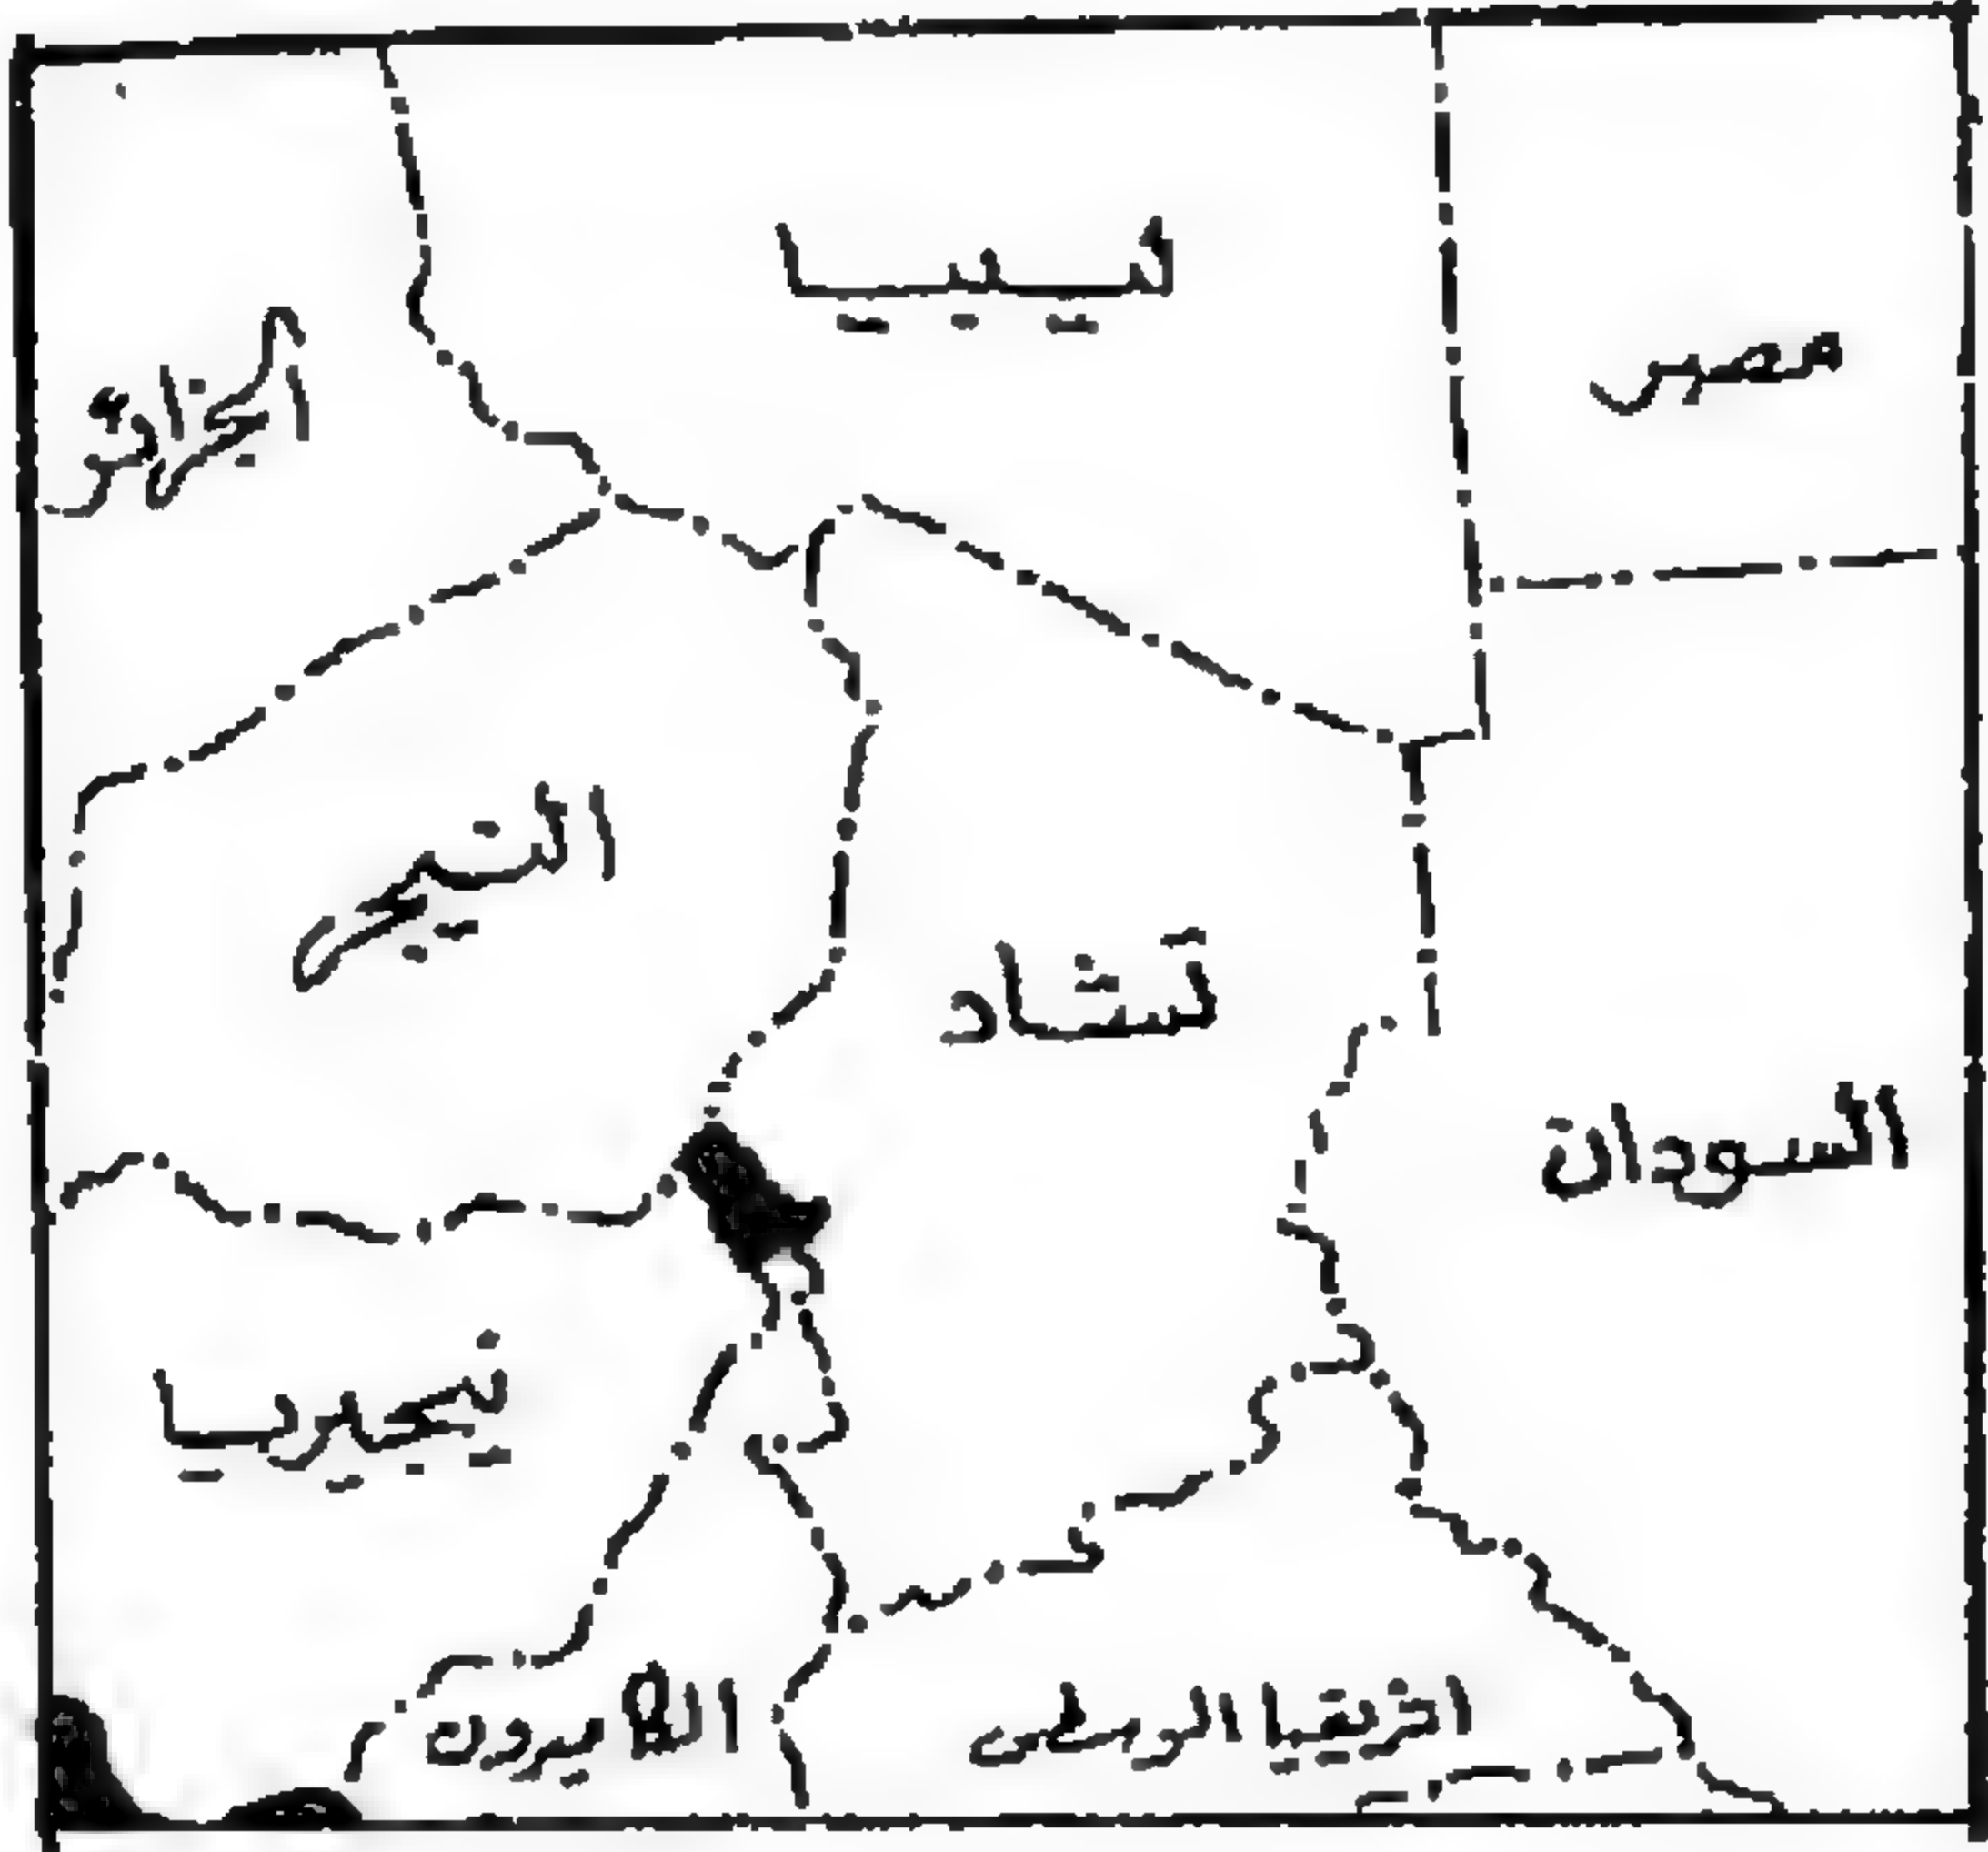 ليبيا
مصر
الجزائر
النيجر
تشاد
السودان
نيجيريا
الكاميرون
افريقيا الوسطى